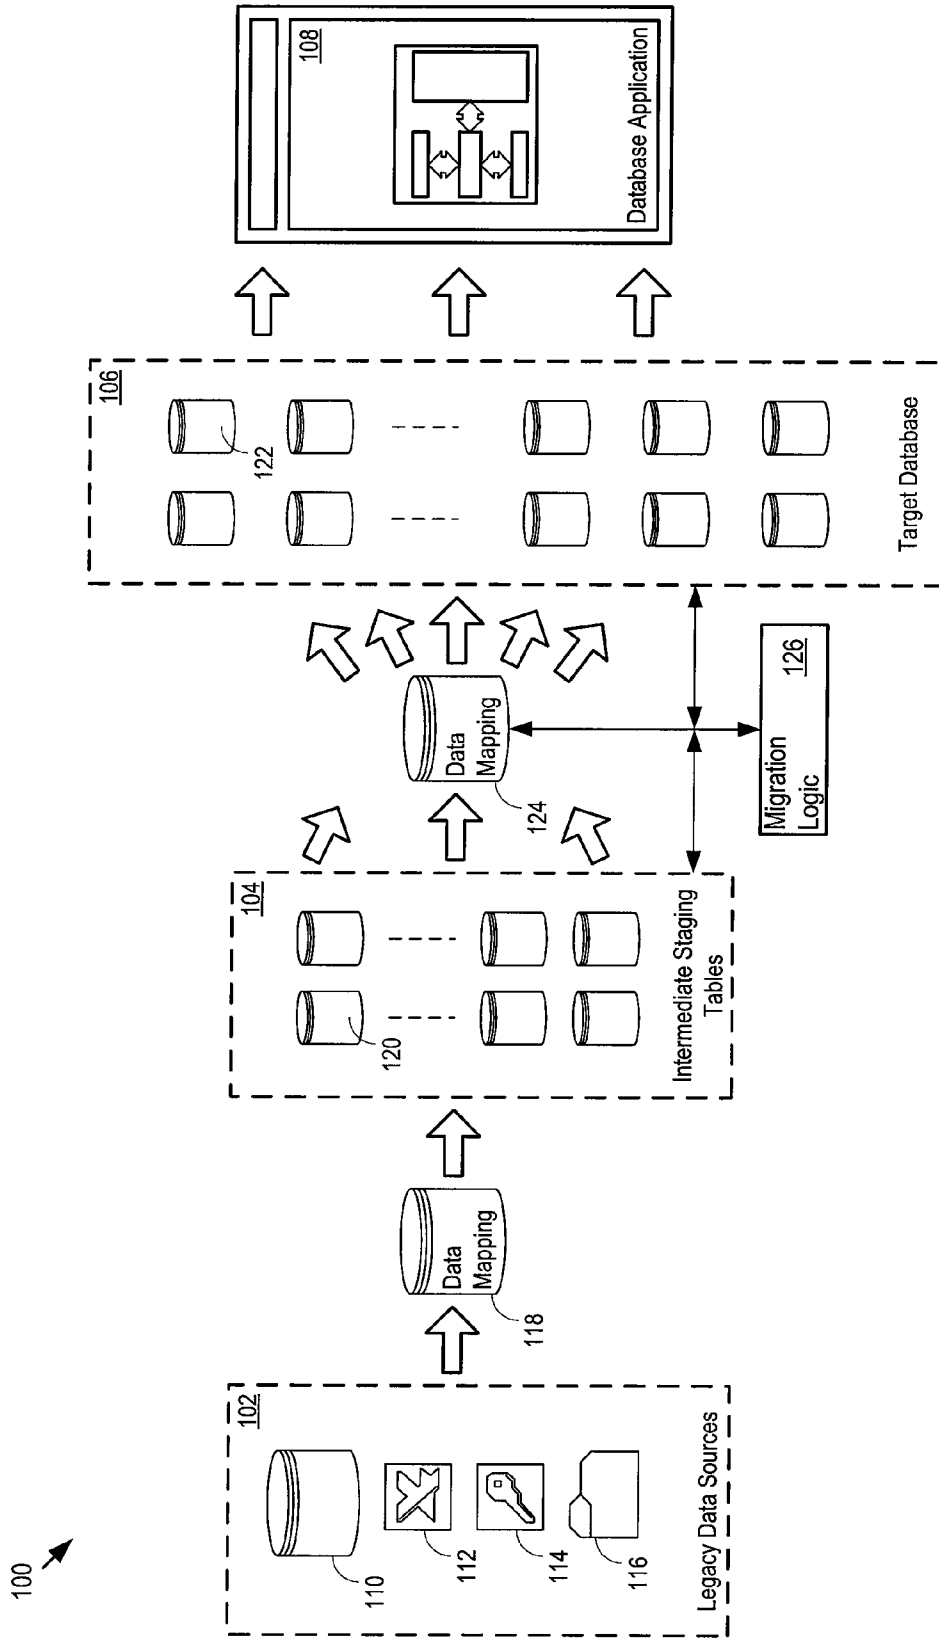 100
102
110
112
114
116
Legacy Data Sources
Data
Mapping
118
104
120
Intermediate Staging
Tables
Data
Mapping
124
Migration
Logic
126
106
122
Target Database
108
Database Application